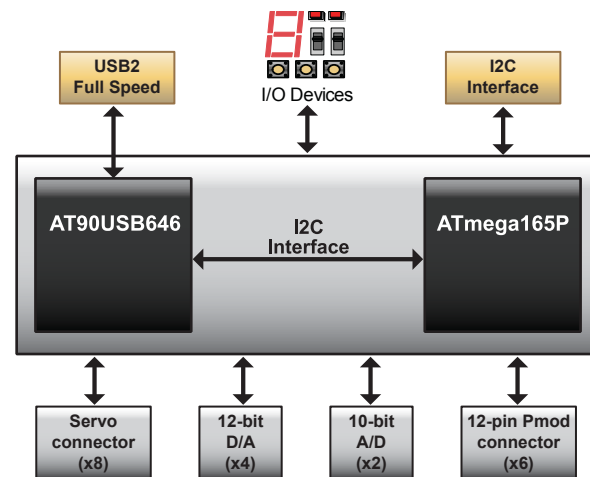 USB2
Full Speed
I/O Devices
I2C
Interface
AT90USB646
I2C
Interface
ATmega165P
Servo
connector
(x8)
12-bit
D/A
(x4)
10-bit
A/D
(x2)
12-pin Pmod
connector
(x6)